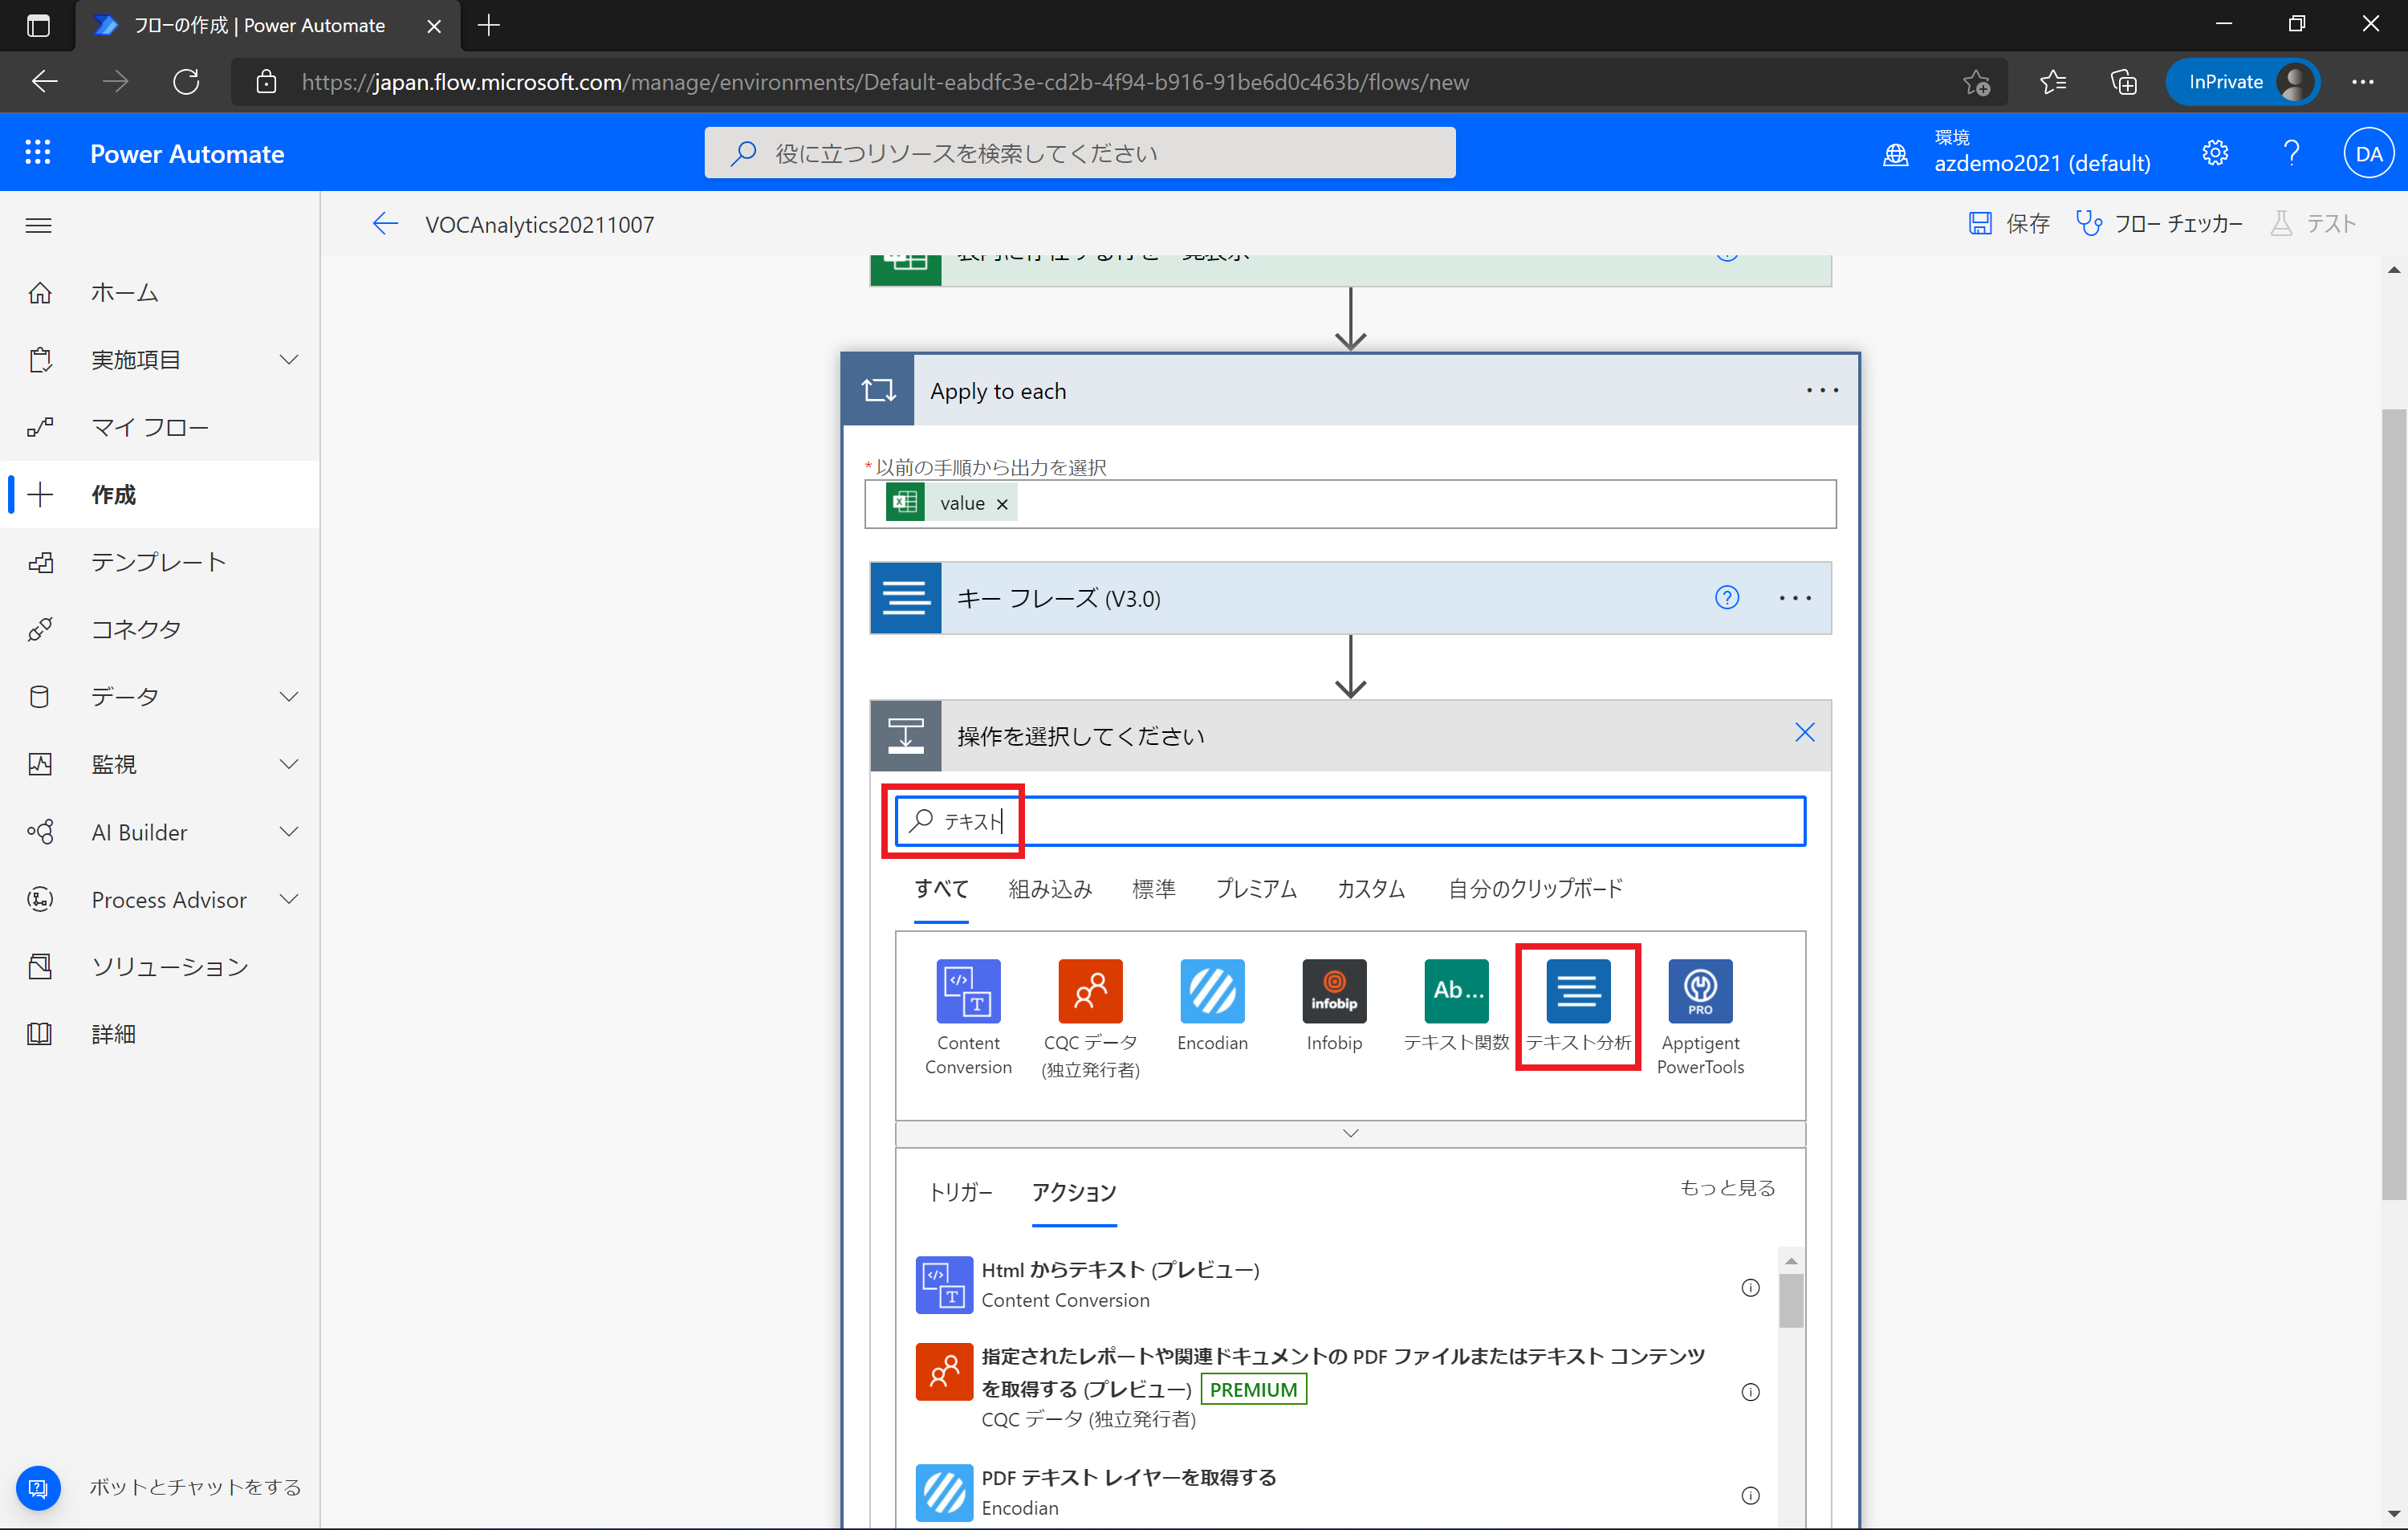 フローの作成 | Power Automate
https://japan.flow.microsoft.com/manage/environments/Default-eabdfc3e-cd2b-4f94-b916-91be6d0c463b/flows/new
InPrivate
Power Automate
役に立つリソースを検索してください
環境
azdemo2021 (default)
DA
VOCAnalytics20211007
保存
フロー チェッカー
テスト
ホーム
実施項目
マイ フロー
作成
テンプレート
コネクタ
データ
監視
AI Builder
Process Advisor
ソリューション
詳細
ボットとチャットをする
表内に存在する行を一覧表示
Apply to each
*以前の手順から出力を選択
value
キー フレーズ (V3.0)
操作を選択してください
テキスト
すべて
組み込み
標準
プレミアム
カスタム
自分のクリップボード
Content
Conversion
CQC データ
(独立発行者)
Encodian
infobip
Infobip
Ab...
テキスト関数
テキスト分析
PRO
Apptigent
PowerTools
トリガー
アクション
もっと見る
Html からテキスト (プレビュー)
Content Conversion
指定されたレポートや関連ドキュメントの PDF ファイルまたはテキスト コンテンツ
を取得する (プレビュー) PREMIUM
CQC データ (独立発行者)
PDF テキスト レイヤーを取得する
Encodian